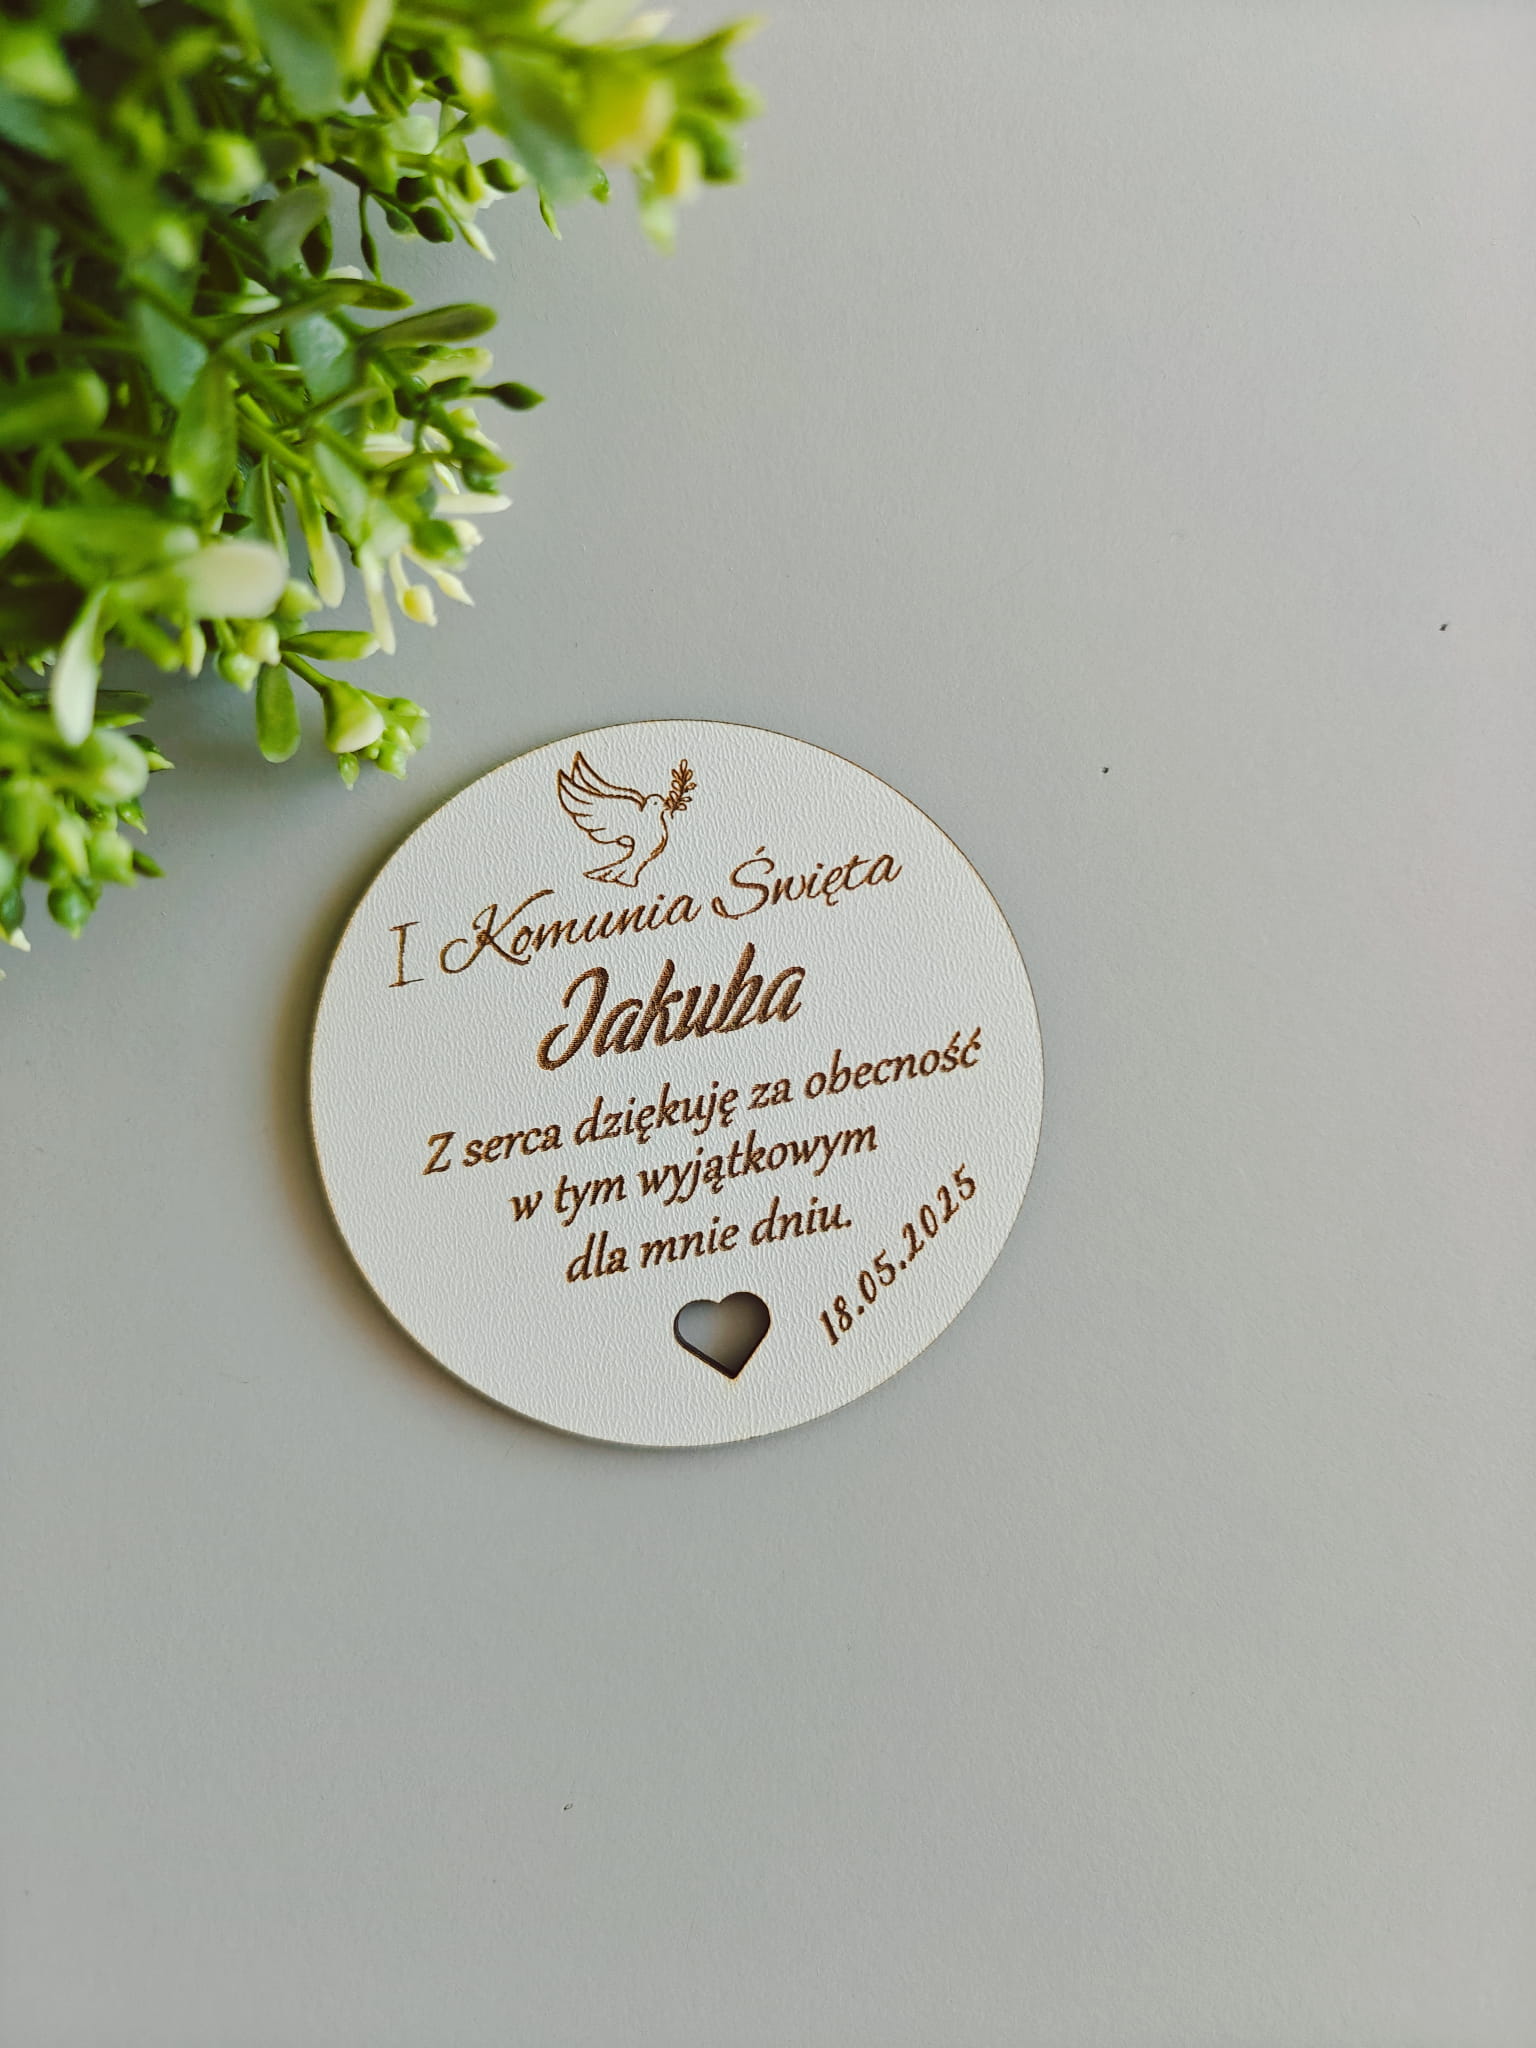 I Komunia Święta
Jakuba
Z serca dziękuję za obecność
w tym wyjątkowym
dla mnie dniu.
18.05.2025